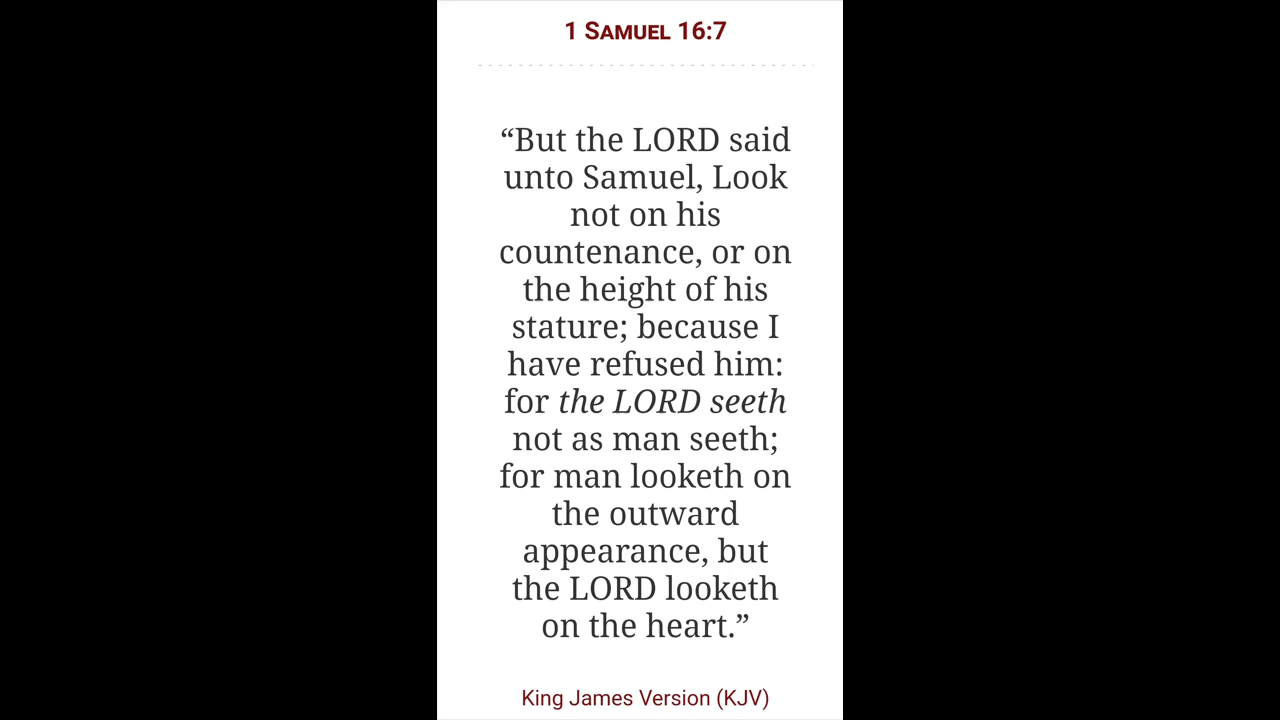 1 SAMUEL 16:7
“But the LORD said
unto Samuel, Look
not on his
countenance, or on
the height of his
stature; because I
have refused him:
for the LORD seeth
not as man seeth;
for man looketh on
the outward
appearance, but
the LORD looketh
on the heart.”
King James Version (KJV)